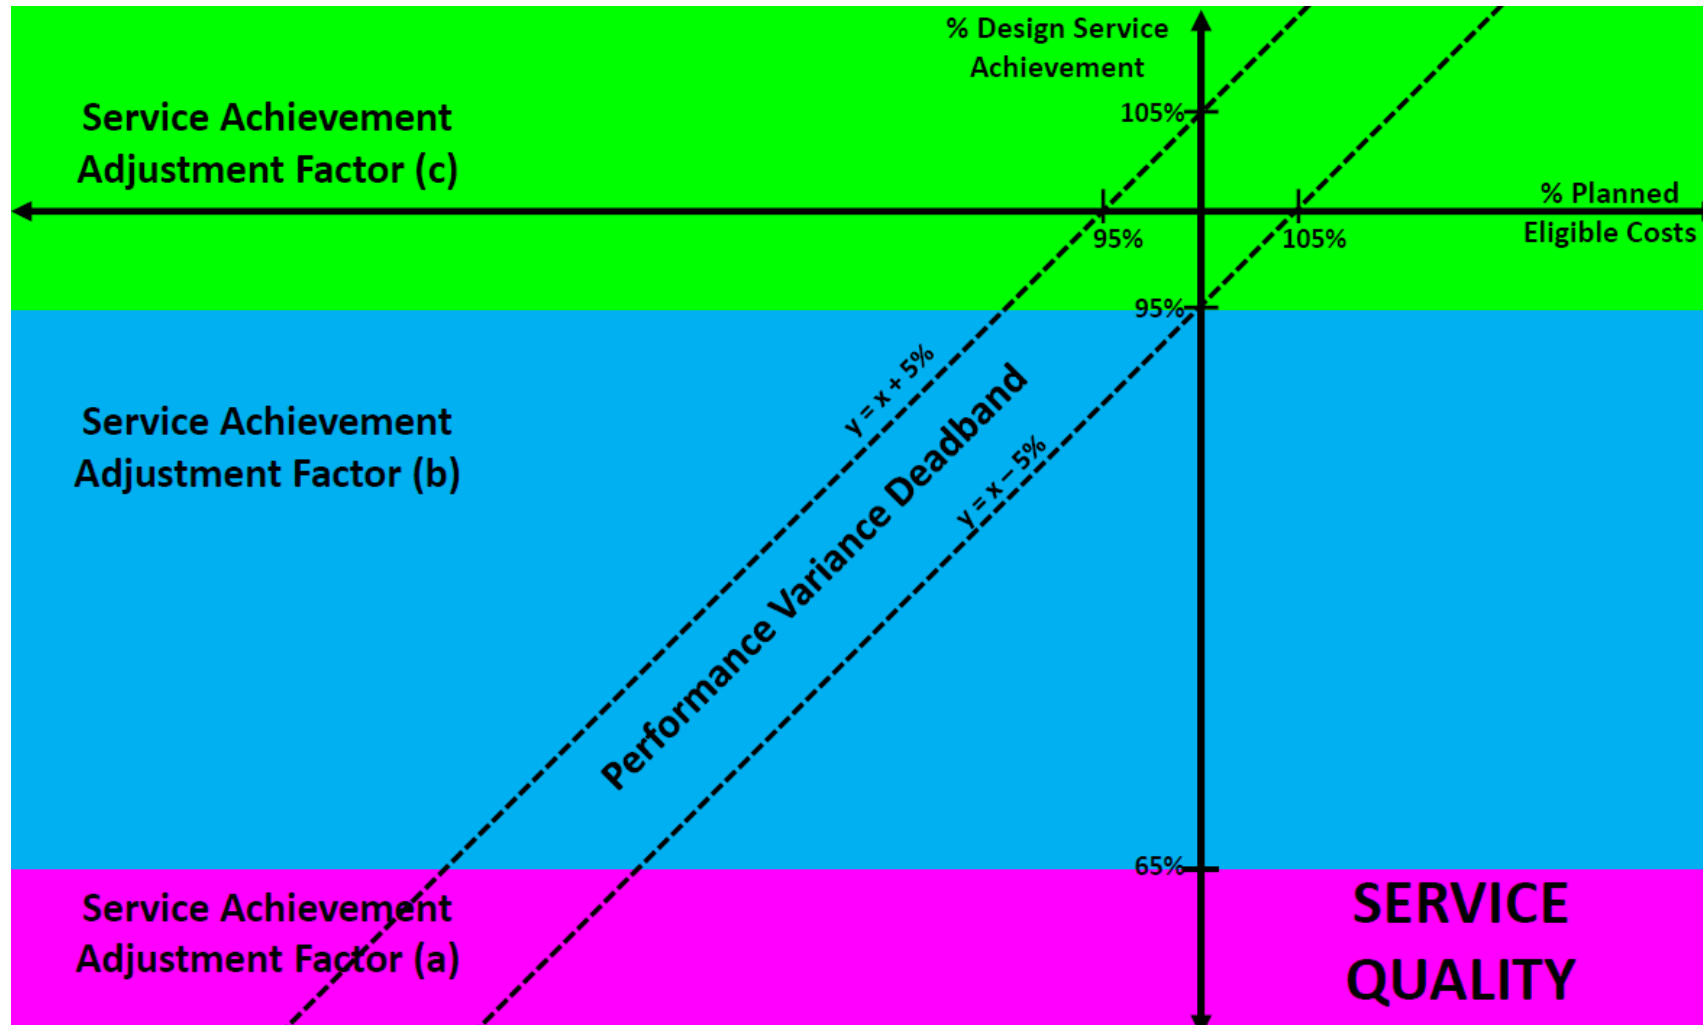 % Design Service
Achievement
105%
Service Achievement
Adjustment Factor (c)
% Planned
Eligible Costs
95%
105%
95%
y = x + 5%
Performance Variance Deadband
y = x – 5%
Service Achievement
Adjustment Factor (b)
65%
Service Achievement
Adjustment Factor (a)
SERVICE
QUALITY